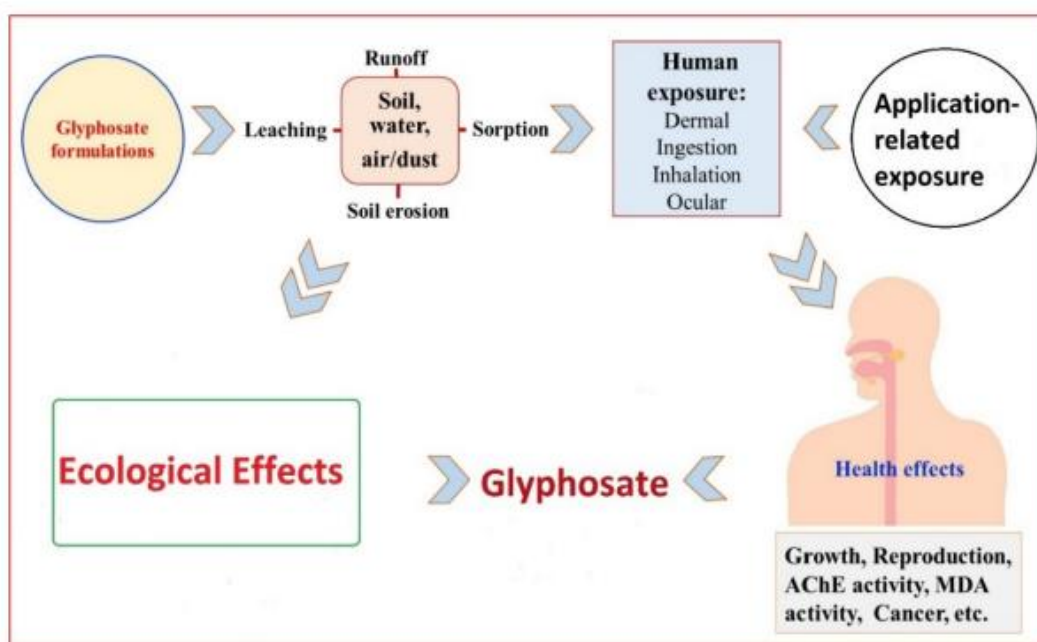 Glyphosate
formulations
Runoff
Leaching
Soil,
water,
air/dust
Sorption
Soil erosion
Human
exposure:
Dermal
Ingestion
Inhalation
Ocular
Application-
related
exposure
Ecological Effects
Glyphosate
Health effects
Growth, Reproduction,
AChE activity, MDA
activity, Cancer, etc.